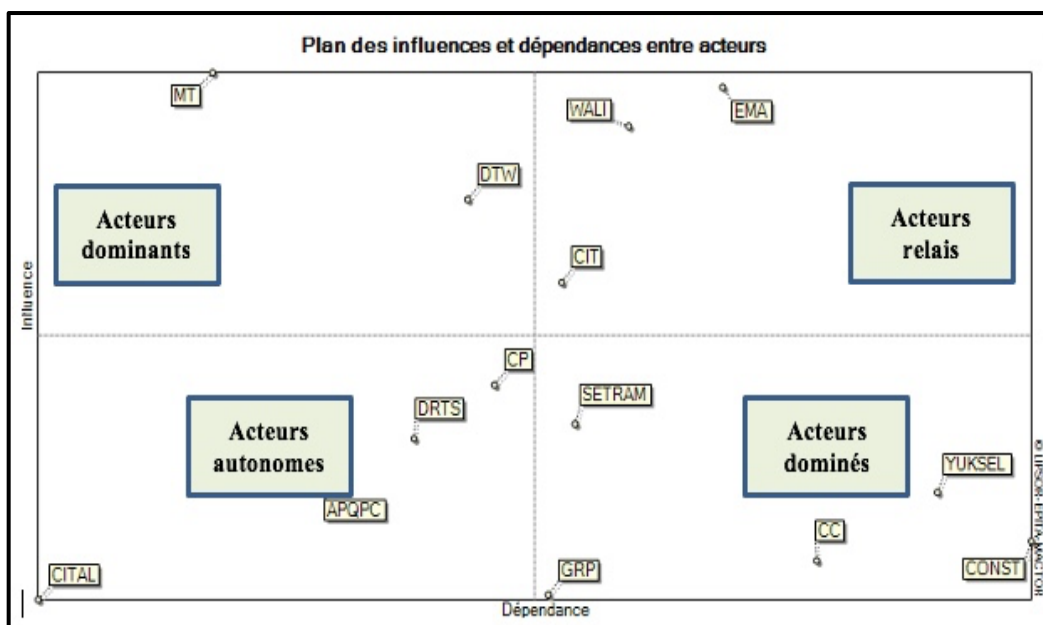 Plan des influences et dépendances entre acteurs
MT
WALI
EMA
DTW
Acteurs
dominants
Acteurs
relais
CIT
Influence
CP
SETRAM
DRTS
Acteurs
autonomes
Acteurs
dominés
YUKSEL
APQPC
CC
CITAL
GRP
CONST
Dépendance
© LIPSOR-EPITA-MACTOR